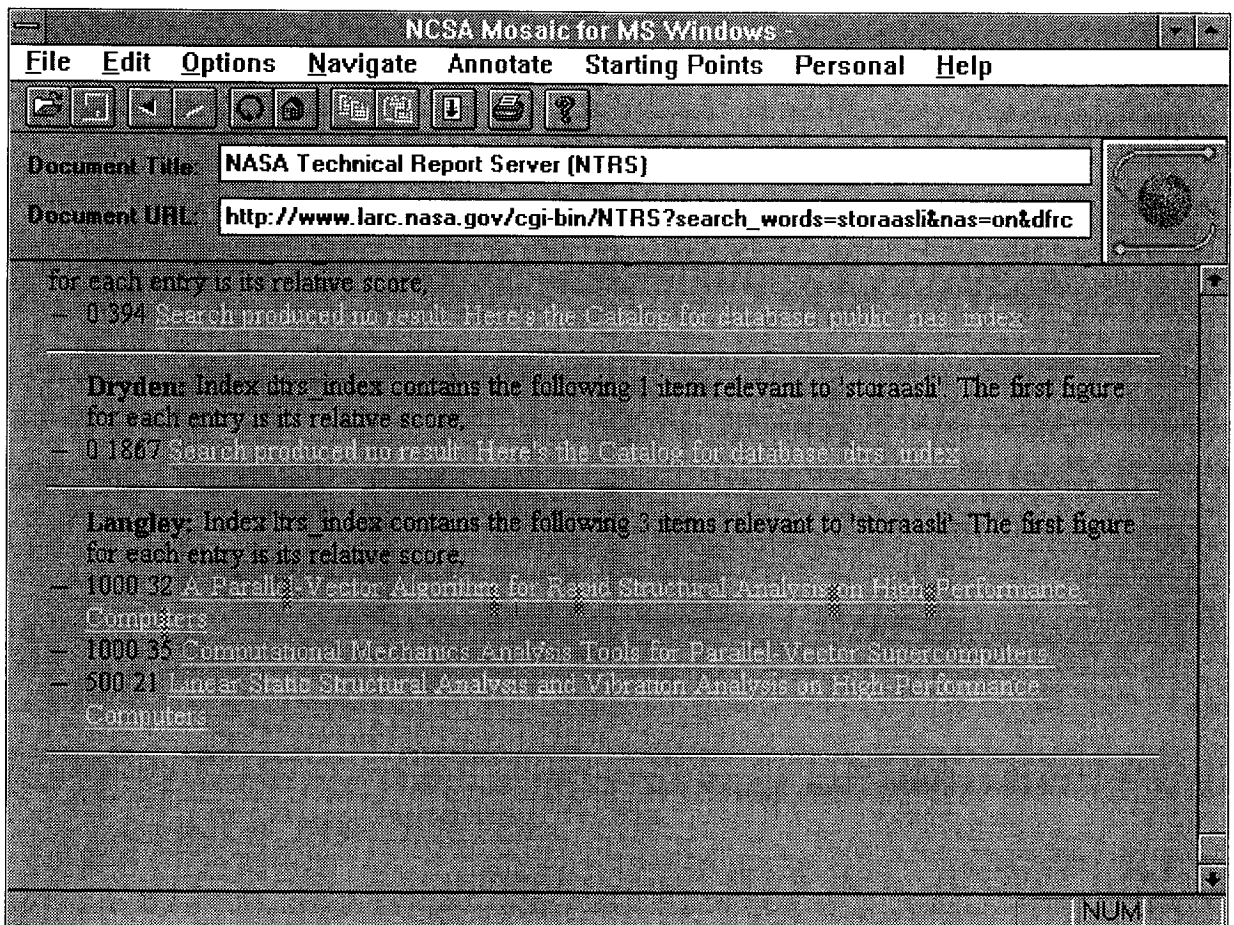 NCSA Mosaic for MS Windows -
File Edit Options Navigate Annotate Starting Points Personal Help
Document Title: NASA Technical Report Server (NTRS)
Document URL: http://www.larc.nasa.gov/cgi-bin/NTRS?search_words=storaasli&nas=on&dfrc
for each entry is its relative score,
— 0 394 Search produced no result. Here's the Catalog for database: public_nas_index
Dryden: Index dtrs_index contains the following 1 item relevant to 'storaasli'. The first figure
for each entry is its relative score,
— 0 1867 Search produced no result. Here's the Catalog for database: dtrs_index
Langley: Index ltrs_index contains the following 3 items relevant to 'storaasli'. The first figure
for each entry is its relative score,
— 1000 32 A Parallel-Vector Algorithm for Rapid Structural Analysis on High-Performance
Computers
— 1000 35 Computational Mechanics Analysis Tools for Parallel-Vector Supercomputers
— 500 21 Linear Static Structural Analysis and Vibration Analysis on High-Performance
Computers
NUM